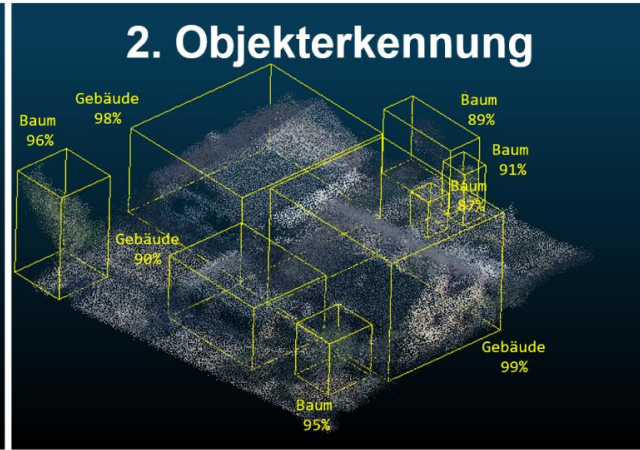 2. Objekterkennung
Gebäude
98%
Baum
96%
Baum
89%
Baum
91%
Baum
87%
Gebäude
90%
Gebäude
99%
Baum
95%